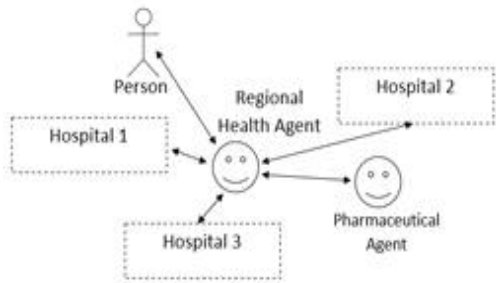 Person
Regional
Health Agent
Hospital 2
Hospital 1
Pharmaceutical
Agent
Hospital 3